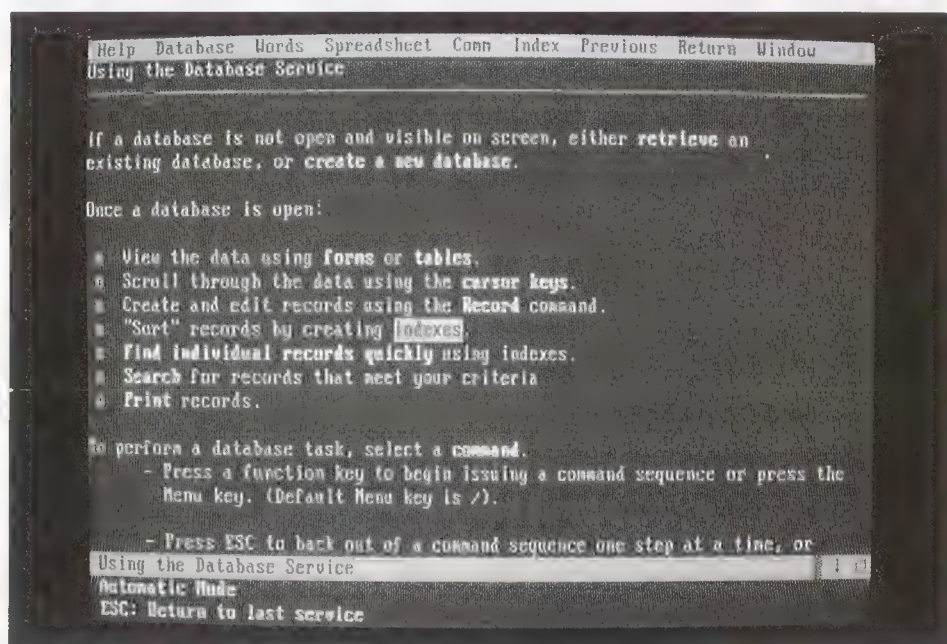 Help Database Words Spreadsheet Comm Index Previous Return Window
Using the Database Service
If a database is not open and visible on screen, either retrieve an
existing database, or create a new database.
Once a database is open:
View the data using forms or tables.
Scroll through the data using the cursor keys.
Create and edit records using the Record command.
"Sort" records by creating indexes.
Find individual records quickly using indexes.
Search for records that meet your criteria
Print records.
To perform a database task, select a command.
- Press a function key to begin issuing a command sequence or press the
Menu key. (Default Menu key is /).
- Press ESC to back out of a command sequence one step at a time, or
Using the Database Service
Automatic Mode
ESC: Return to last service